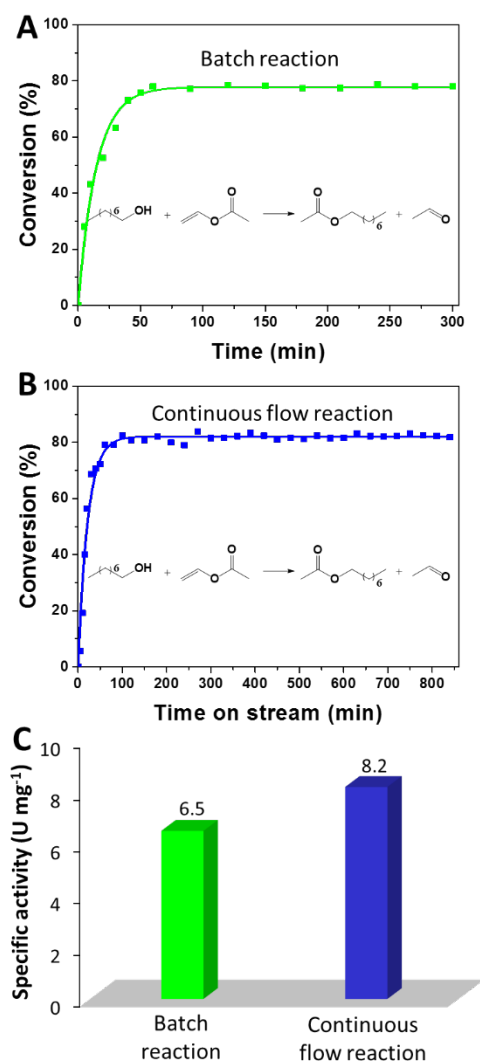 A
Batch reaction
Conversion (%)
100
80
60
40
20
0
( )6 OH + O O → O O ( )6 + O
0 50 100 150 200 250 300
Time (min)
B
Continuous flow reaction
Conversion (%)
100
80
60
40
20
0
( )6 OH + O O → O O ( )6 + O
0 100 200 300 400 500 600 700 800
Time on stream (min)
C
Specific activity (U mg⁻¹)
10
8
6
4
2
0
6.5
8.2
Batch
reaction
Continuous
flow reaction